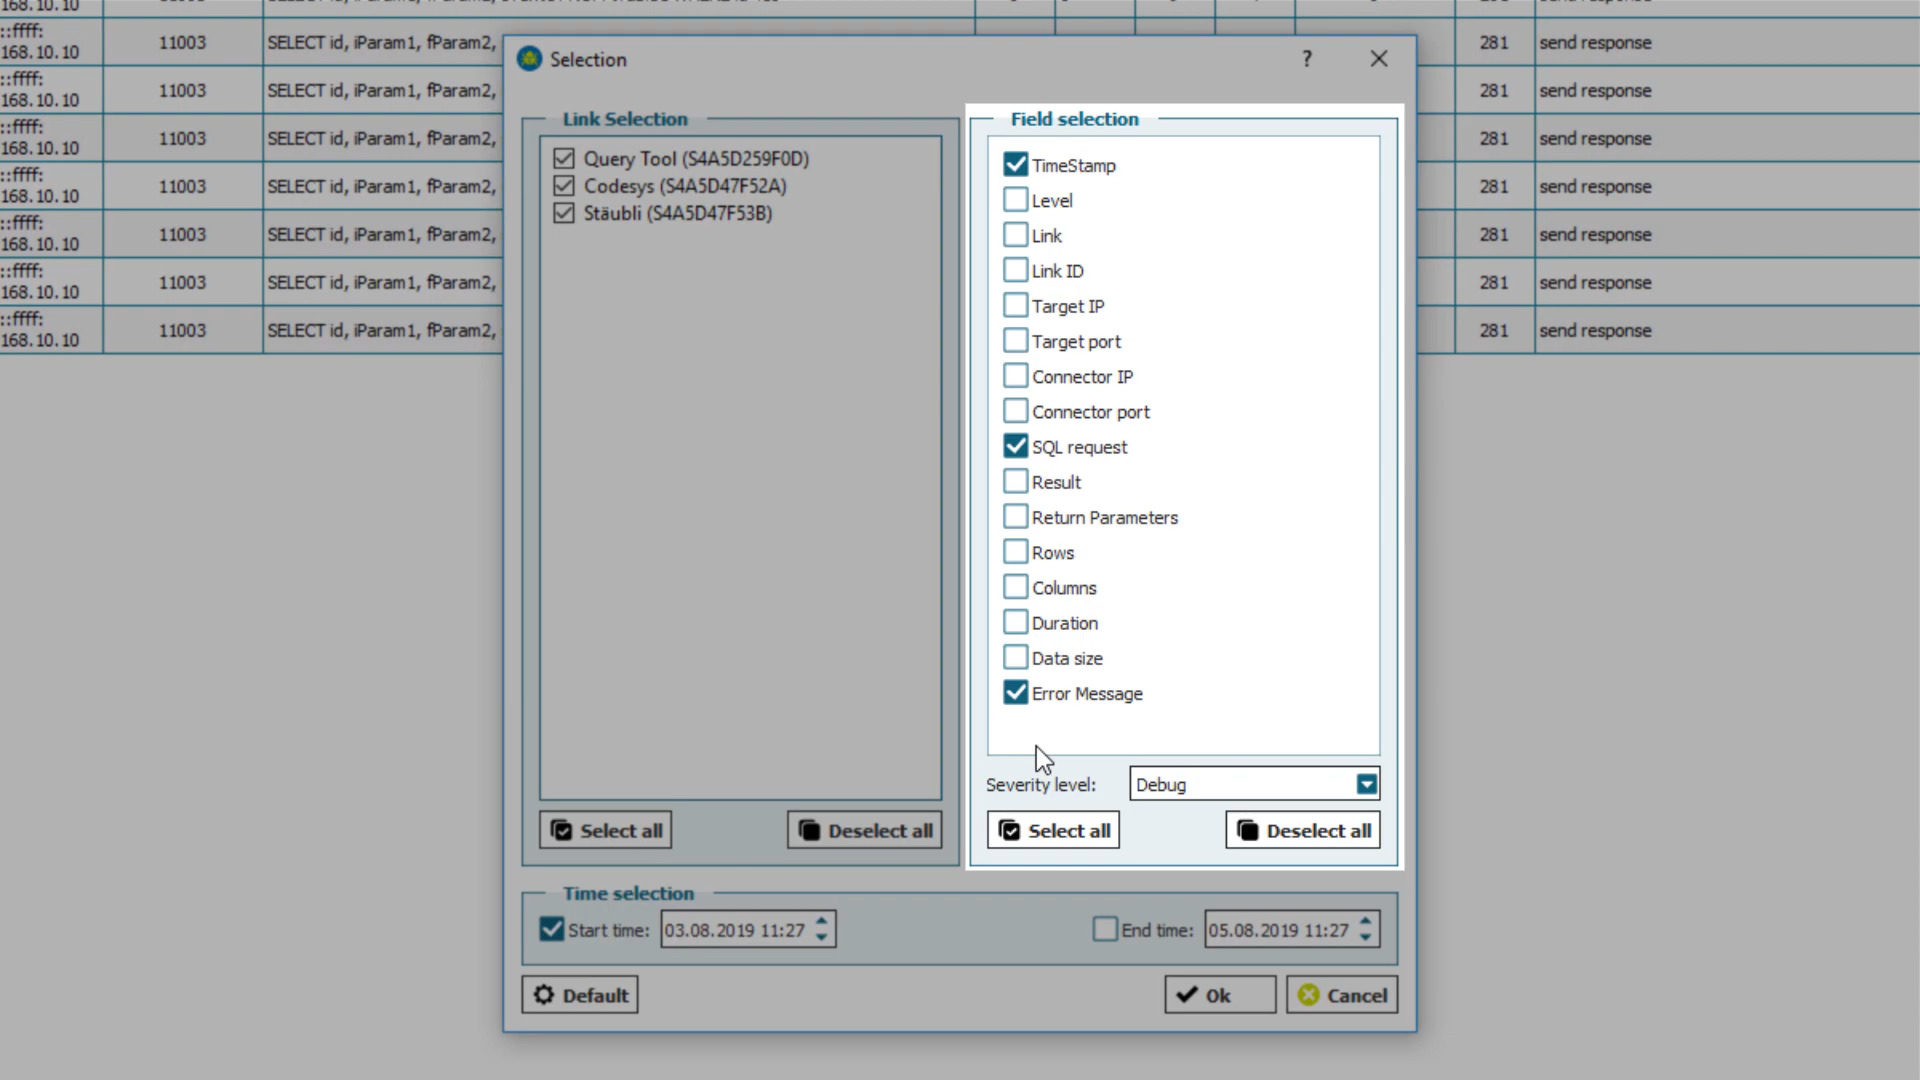 168.10.10
281
send response
::ffff:
168.10.10
11003
SELECT id, iParam1, fParam2,
281
send response
::ffff:
168.10.10
11003
SELECT id, iParam1, fParam2,
281
send response
::ffff:
168.10.10
11003
SELECT id, iParam1, fParam2,
281
send response
::ffff:
168.10.10
11003
SELECT id, iParam1, fParam2,
281
send response
::ffff:
168.10.10
11003
SELECT id, iParam1, fParam2,
281
send response
::ffff:
168.10.10
11003
SELECT id, iParam1, fParam2,
281
send response
::ffff:
168.10.10
11003
SELECT id, iParam1, fParam2,
281
send response
Selection
?
Link Selection
Query Tool (S4A5D259F0D)
Codesys (S4A5D47F52A)
Stäubli (S4A5D47F53B)
Select all
Deselect all
Field selection
TimeStamp
Level
Link
Link ID
Target IP
Target port
Connector IP
Connector port
SQL request
Result
Return Parameters
Rows
Columns
Duration
Data size
Error Message
Severity level:
Debug
Select all
Deselect all
Time selection
Start time:
03.08.2019 11:27
End time:
05.08.2019 11:27
Default
Ok
Cancel